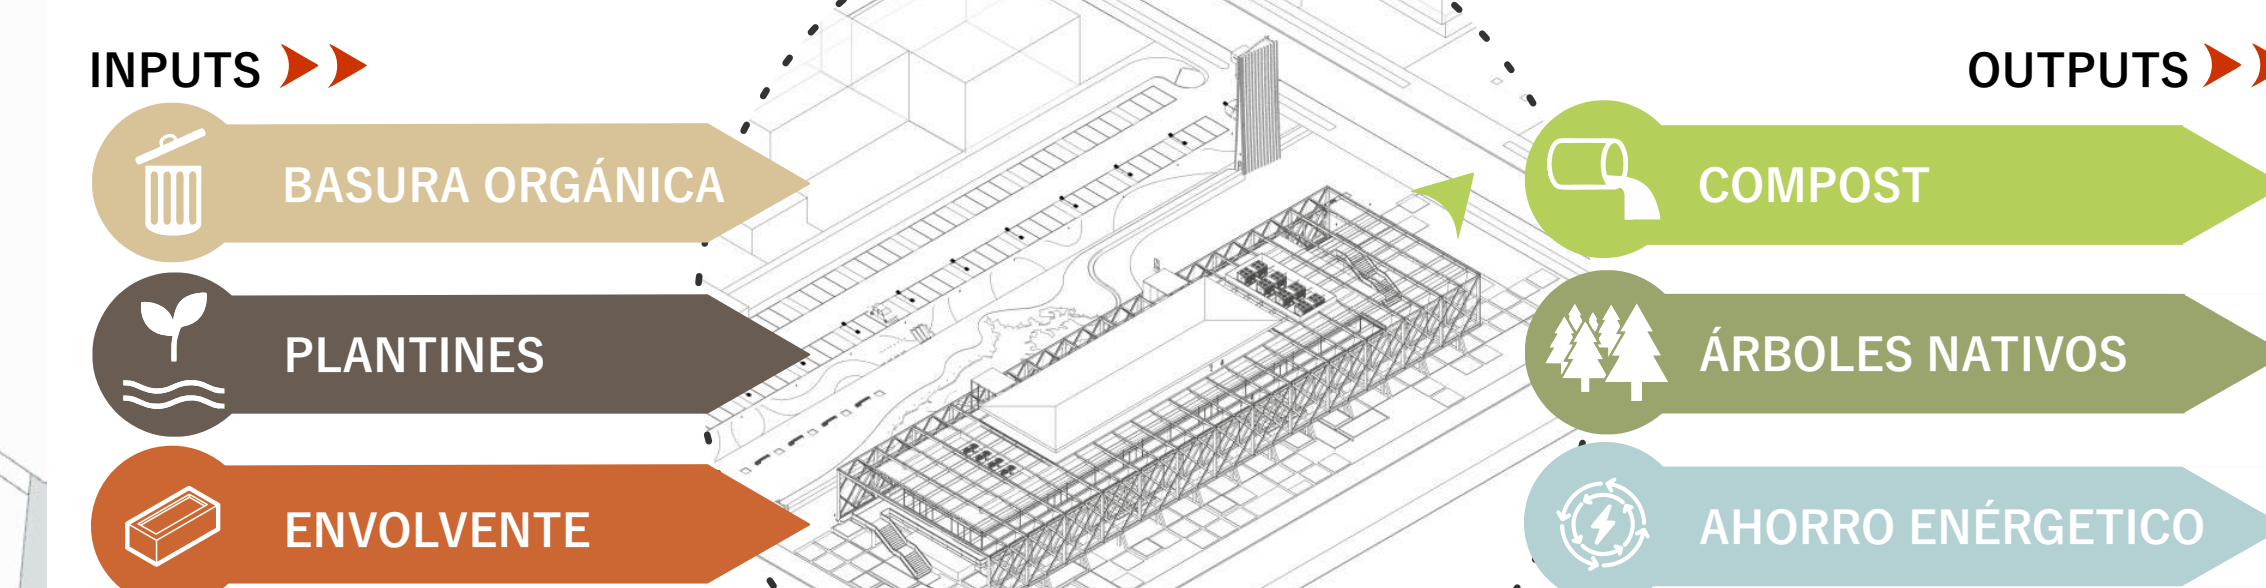 INPUTS
BASURA ORGÁNICA
PLANTINES
ENVOLVENTE
OUTPUTS
COMPOST
ÁRBOLES NATIVOS
AHORRO ENÉRGETICO